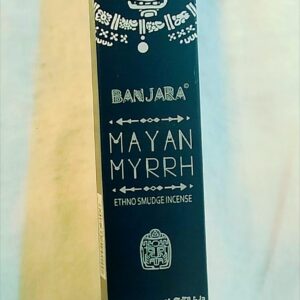 BANJARA©
MAYAN
MYRRH
ETHNO SMUDGE INCENSE